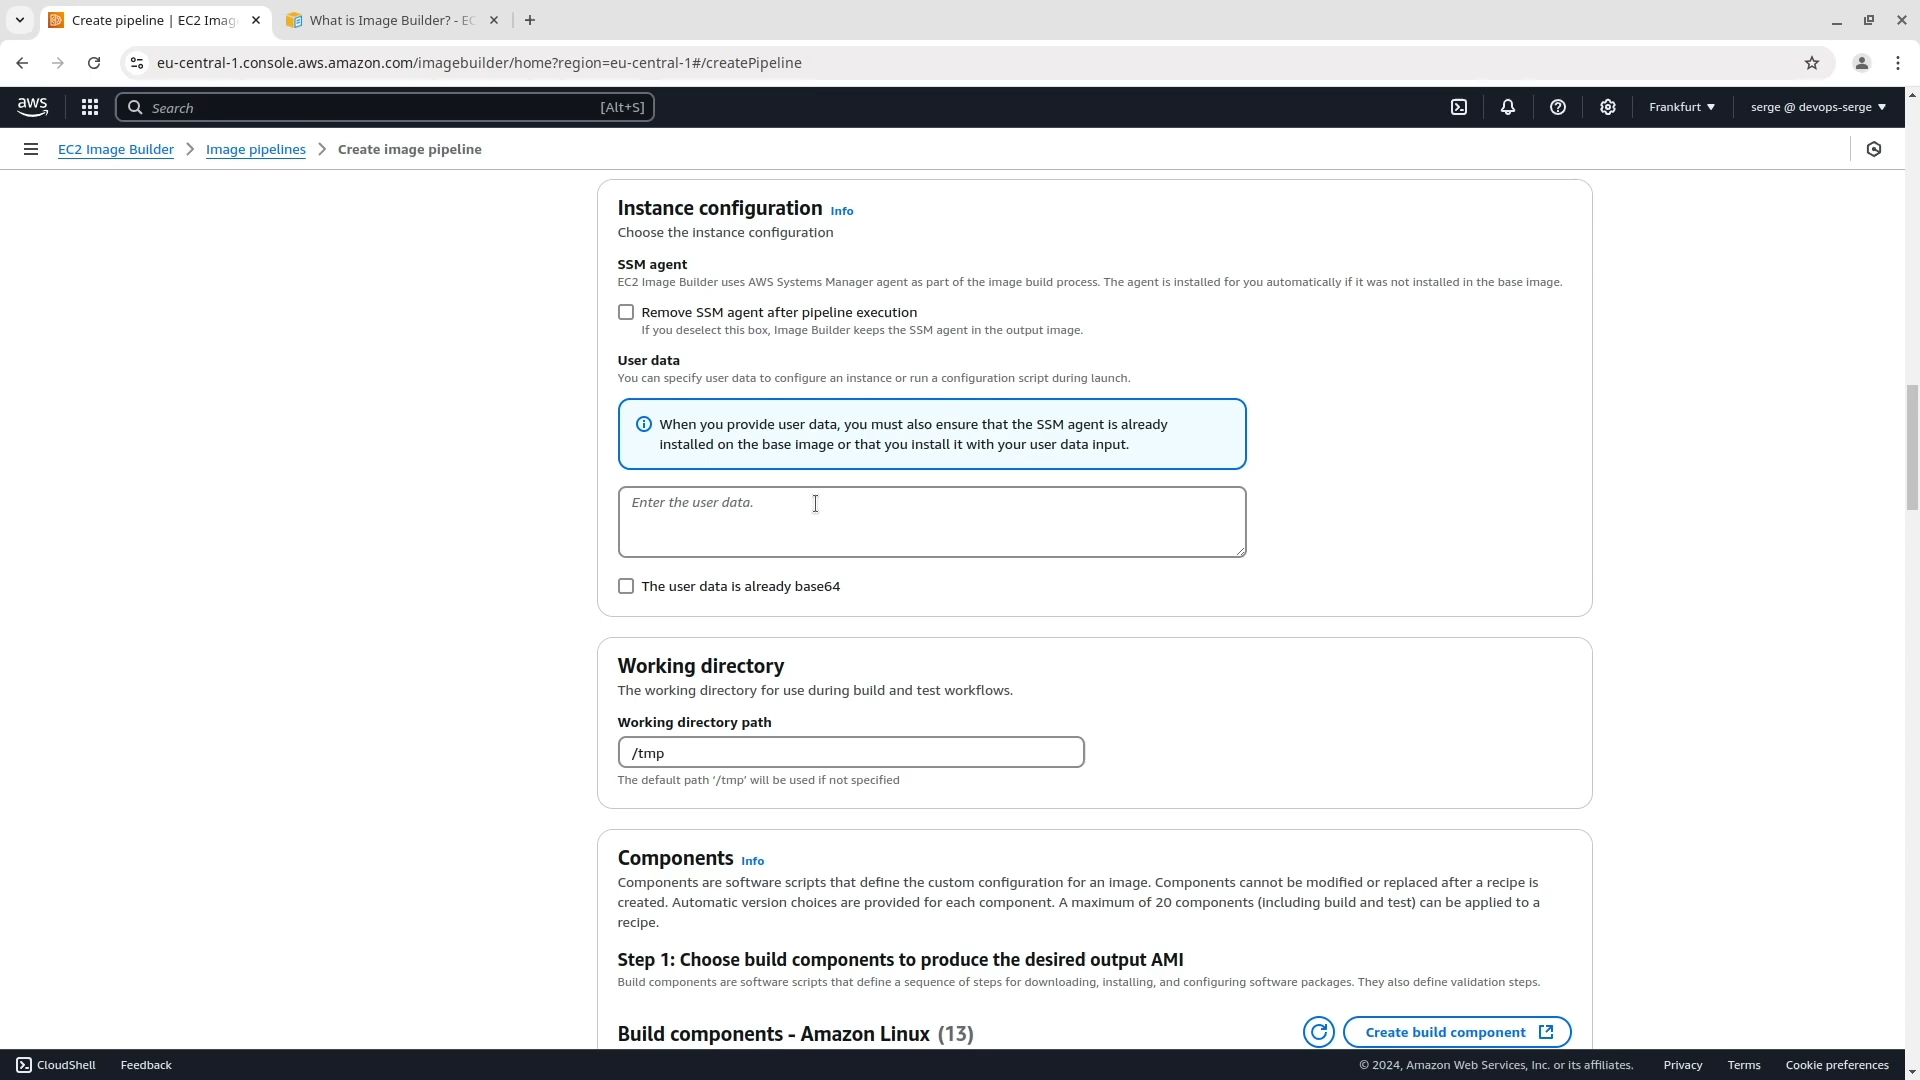 Create pipeline | EC2 Imag
What is Image Builder? - EC
eu-central-1.console.aws.amazon.com/imagebuilder/home?region=eu-central-1#/createPipeline
aws
Search
[Alt+S]
Frankfurt
serge @ devops-serge
EC2 Image Builder
Image pipelines
Create image pipeline
Instance configuration Info
Choose the instance configuration
SSM agent
EC2 Image Builder uses AWS Systems Manager agent as part of the image build process. The agent is installed for you automatically if it was not installed in the base image.
Remove SSM agent after pipeline execution
If you deselect this box, Image Builder keeps the SSM agent in the output image.
User data
You can specify user data to configure an instance or run a configuration script during launch.
When you provide user data, you must also ensure that the SSM agent is already
installed on the base image or that you install it with your user data input.
Enter the user data.
The user data is already base64
Working directory
The working directory for use during build and test workflows.
Working directory path
/tmp
The default path '/tmp' will be used if not specified
Components Info
Components are software scripts that define the custom configuration for an image. Components cannot be modified or replaced after a recipe is
created. Automatic version choices are provided for each component. A maximum of 20 components (including build and test) can be applied to a
recipe.
Step 1: Choose build components to produce the desired output AMI
Build components are software scripts that define a sequence of steps for downloading, installing, and configuring software packages. They also define validation steps.
Build components - Amazon Linux (13)
Create build component
CloudShell
Feedback
© 2024, Amazon Web Services, Inc. or its affiliates.
Privacy
Terms
Cookie preferences